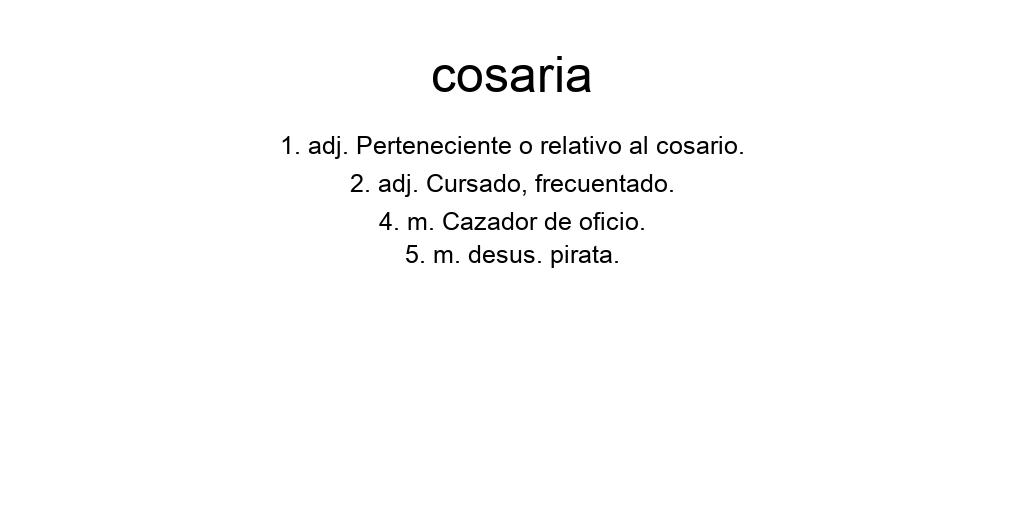 cosaria
1. adj. Perteneciente o relativo al cosario.
2. adj. Cursado, frecuentado.
4. m. Cazador de oficio.
5. m. desus. pirata.